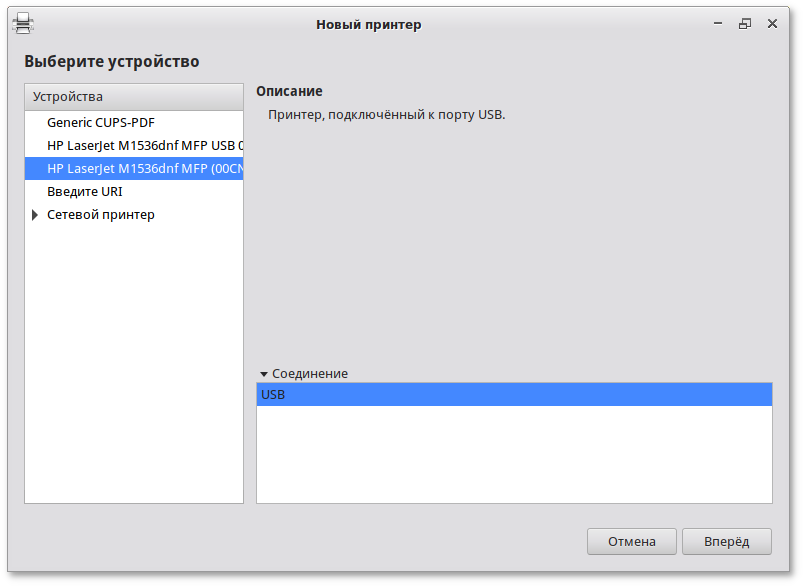 Новый принтер
Выберите устройство
Устройства
Generic CUPS-PDF
HP LaserJet M1536dnf MFP USB 0
HP LaserJet M1536dnf MFP (00CN
Введите URI
Сетевой принтер
Описание
Принтер, подключённый к порту USB.
Соединение
USB
Отмена
Вперёд